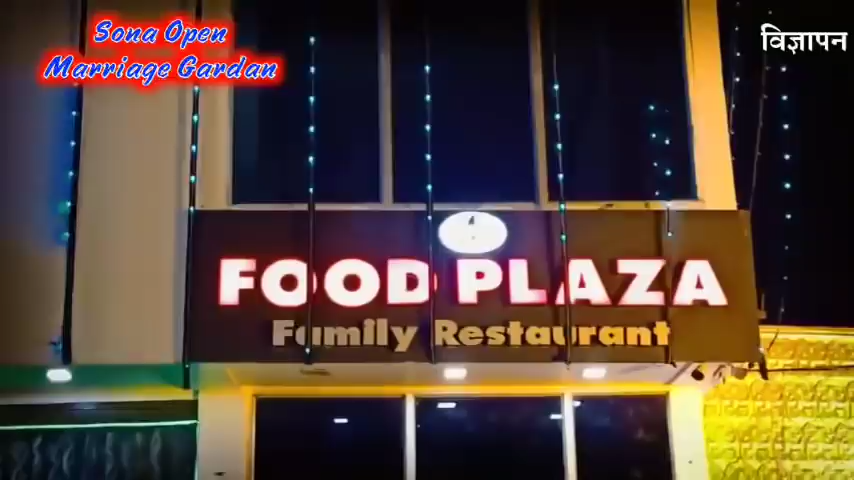 Sona Open
Marriage Gardan
विज्ञापन
FOOD PLAZA
Family Restaurant